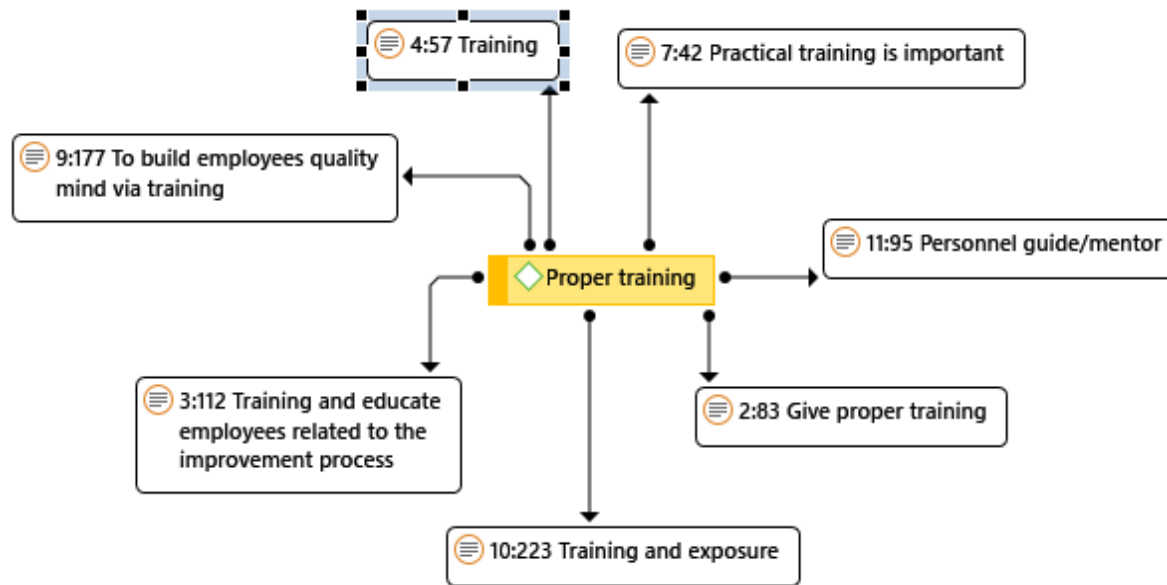 4:57 Training
7:42 Practical training is important
9:177 To build employees quality
mind via training
11:95 Personnel guide/mentor
Proper training
3:112 Training and educate
employees related to the
improvement process
2:83 Give proper training
10:223 Training and exposure